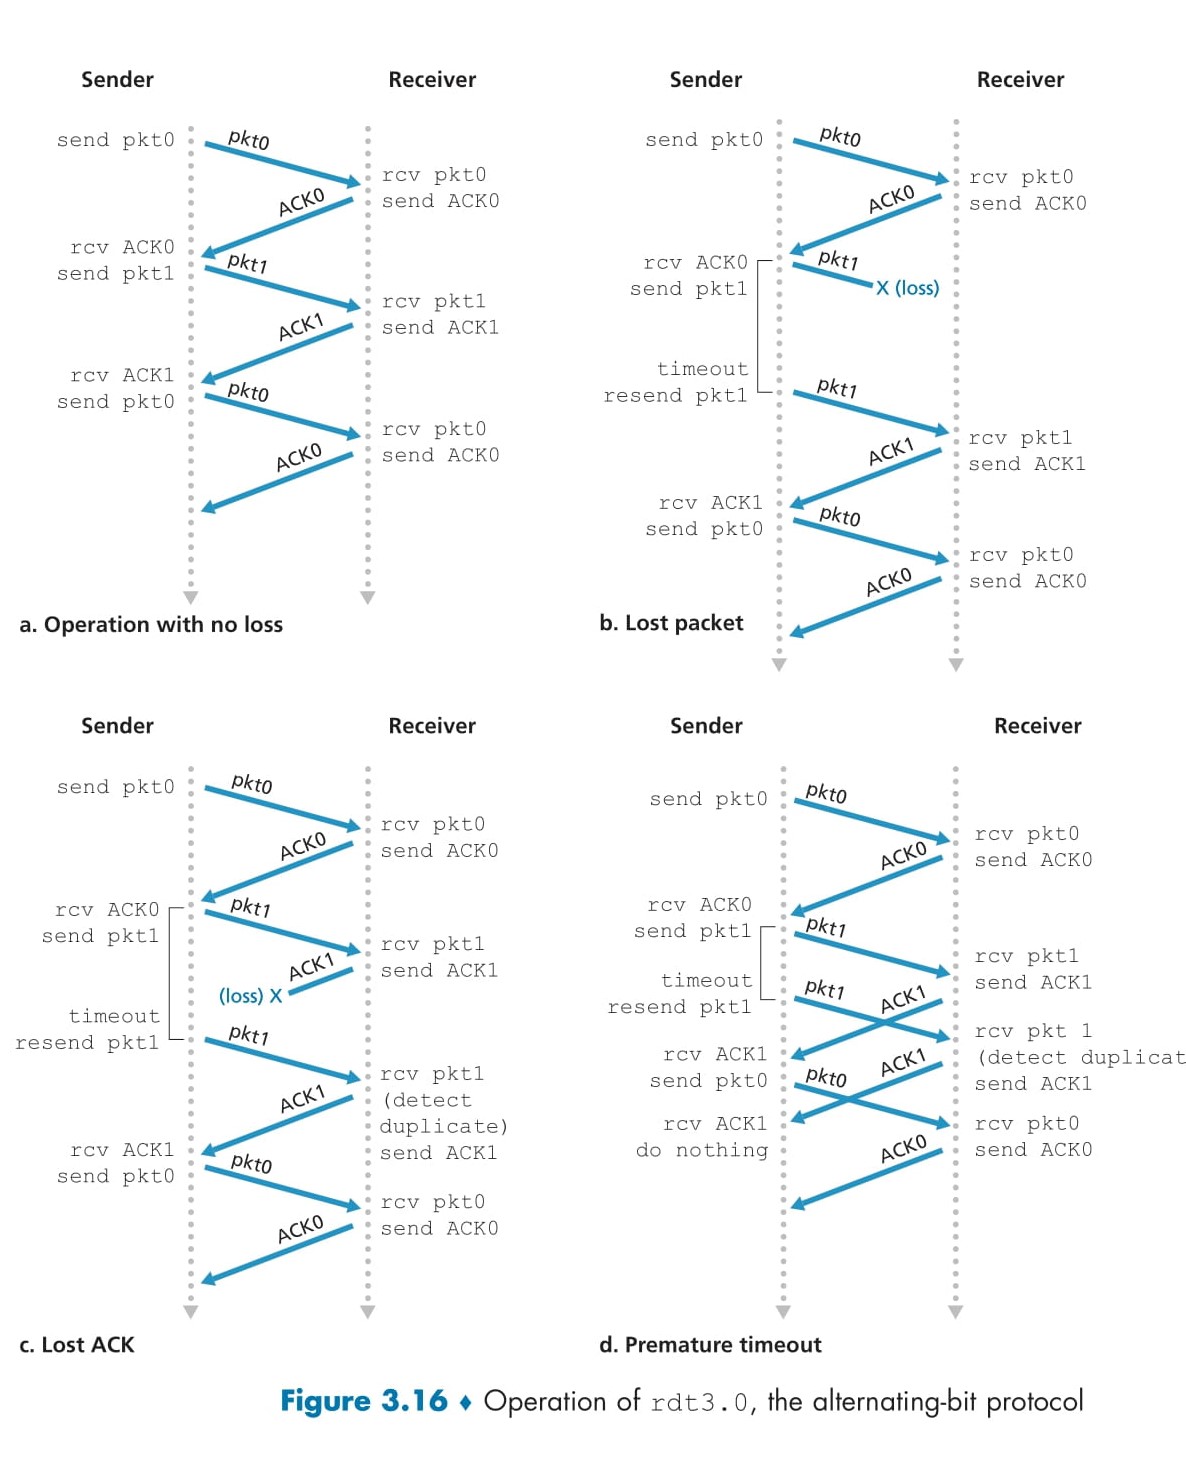 Sender
Receiver
send pkt0
pkt0
rcv pkt0
send ACK0
ACK0
rcv ACK0
send pkt1
pkt1
rcv pkt1
send ACK1
ACK1
rcv ACK1
send pkt0
pkt0
rcv pkt0
send ACK0
ACK0
a. Operation with no loss
Sender
Receiver
send pkt0
pkt0
rcv pkt0
send ACK0
ACK0
rcv ACK0
send pkt1
pkt1
X (loss)
timeout
resend pkt1
pkt1
rcv pkt1
send ACK1
ACK1
rcv ACK1
send pkt0
pkt0
rcv pkt0
send ACK0
ACK0
b. Lost packet
Sender
Receiver
send pkt0
pkt0
rcv pkt0
send ACK0
ACK0
rcv ACK0
send pkt1
pkt1
rcv pkt1
send ACK1
ACK1
(loss) X
timeout
resend pkt1
pkt1
rcv pkt1
(detect
duplicate)
send ACK1
ACK1
rcv ACK1
send pkt0
pkt0
rcv pkt0
send ACK0
ACK0
c. Lost ACK
Sender
Receiver
send pkt0
pkt0
rcv pkt0
send ACK0
ACK0
rcv ACK0
send pkt1
pkt1
rcv pkt1
send ACK1
timeout
resend pkt1
pkt1
ACK1
rcv pkt 1
(detect duplicat
send ACK1
rcv ACK1
send pkt0
pkt0
ACK1
rcv ACK1
do nothing
rcv pkt0
send ACK0
ACK0
d. Premature timeout
Figure 3.16 ♦ Operation of rdt3.0, the alternating-bit protocol